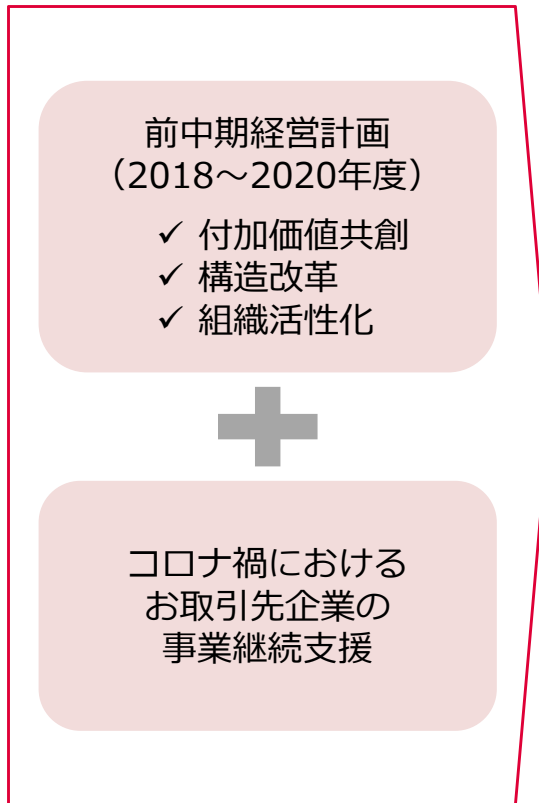 前中期経営計画
（2018～2020年度）
✓ 付加価値共創
✓ 構造改革
✓ 組織活性化
コロナ禍における
お取引先企業の
事業継続支援